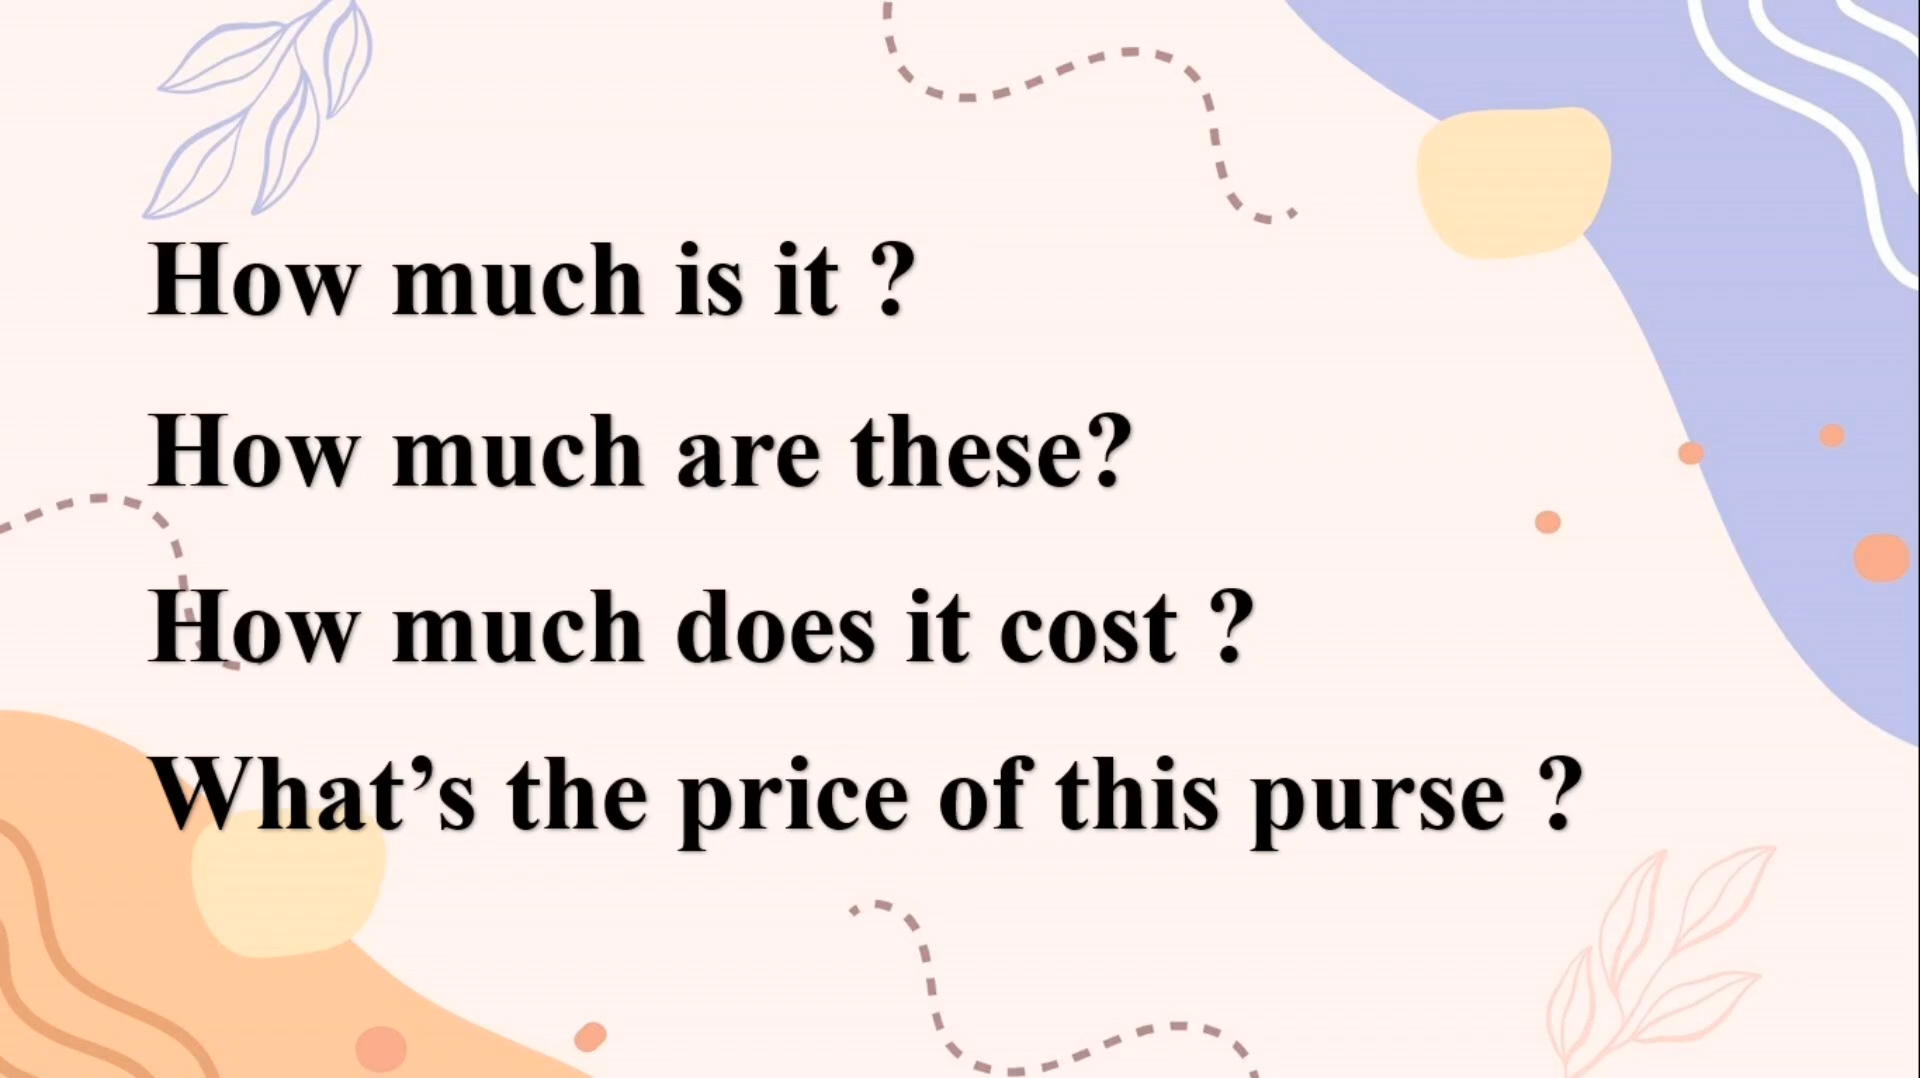 How much is it ?
How much are these?
How much does it cost ?
What’s the price of this purse ?